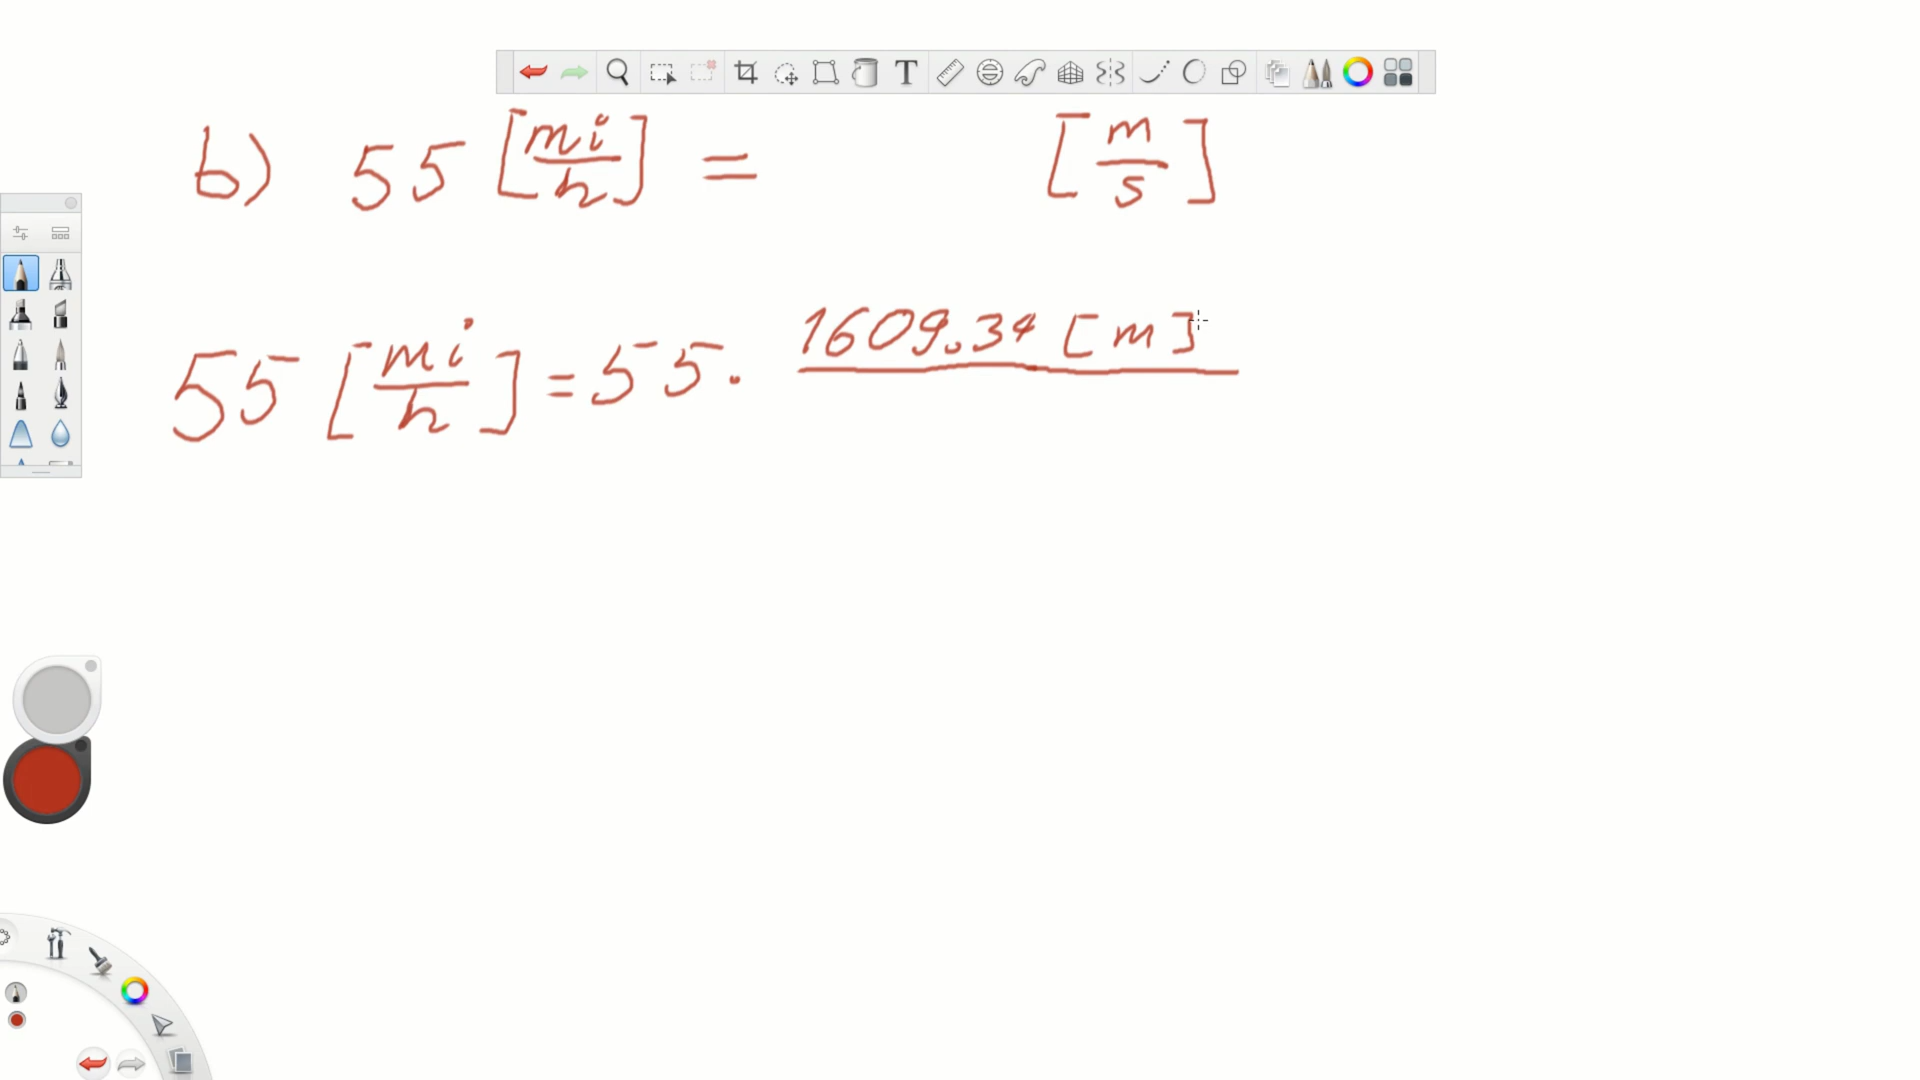 b) 55 [mi/h] = [m/s]
55 [mi/h] = 55 . 1609.34 [m]